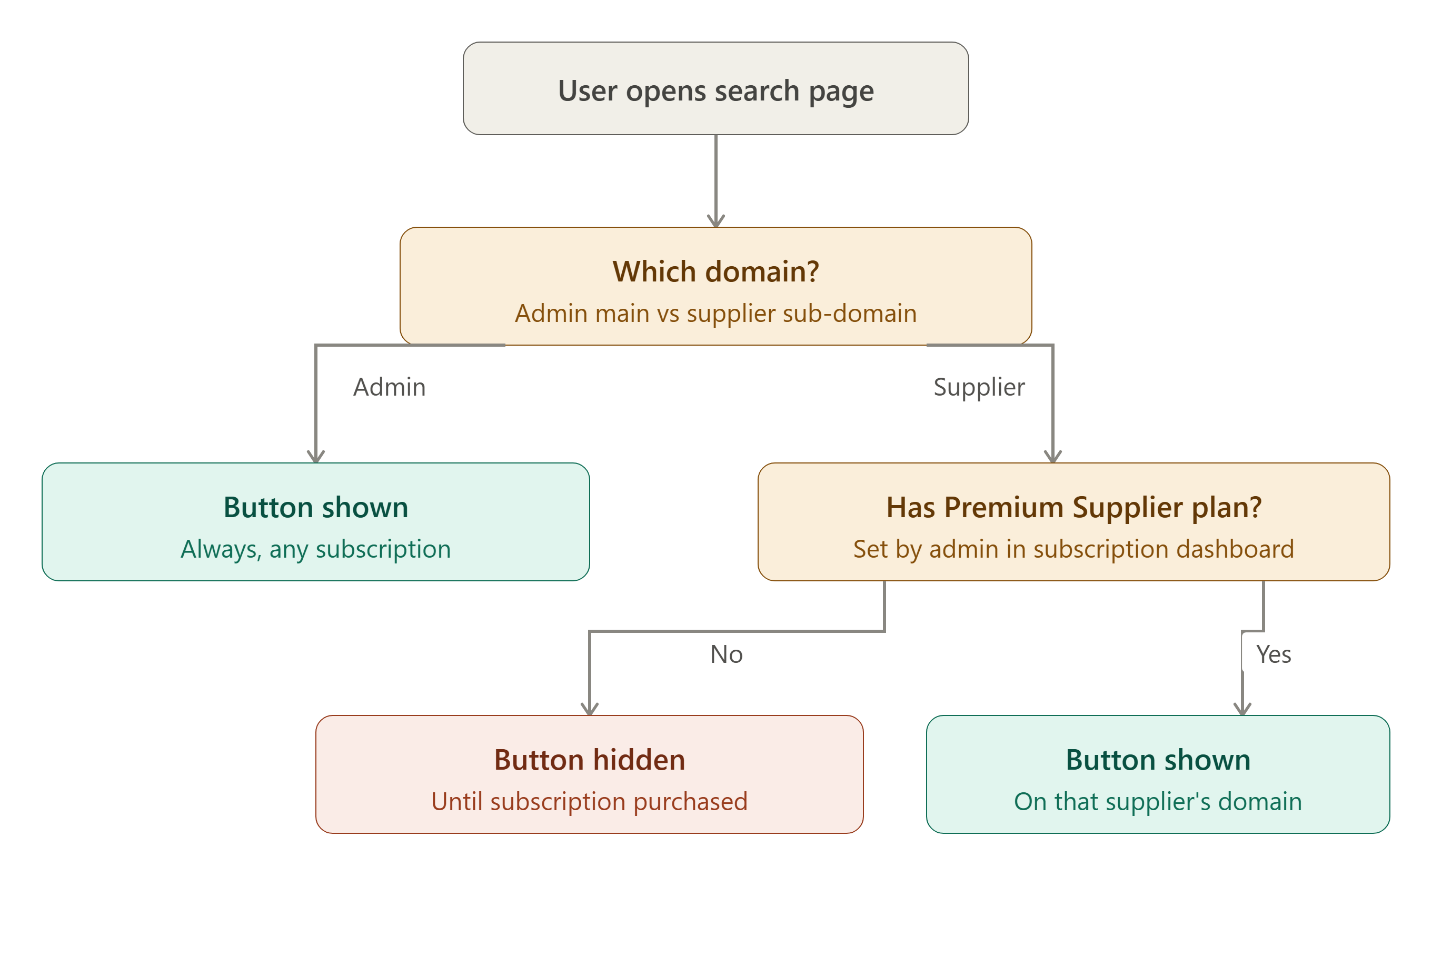 User opens search page
Which domain?
Admin main vs supplier sub-domain
Admin
Supplier
Button shown
Always, any subscription
Has Premium Supplier plan?
Set by admin in subscription dashboard
No
Yes
Button hidden
Until subscription purchased
Button shown
On that supplier's domain